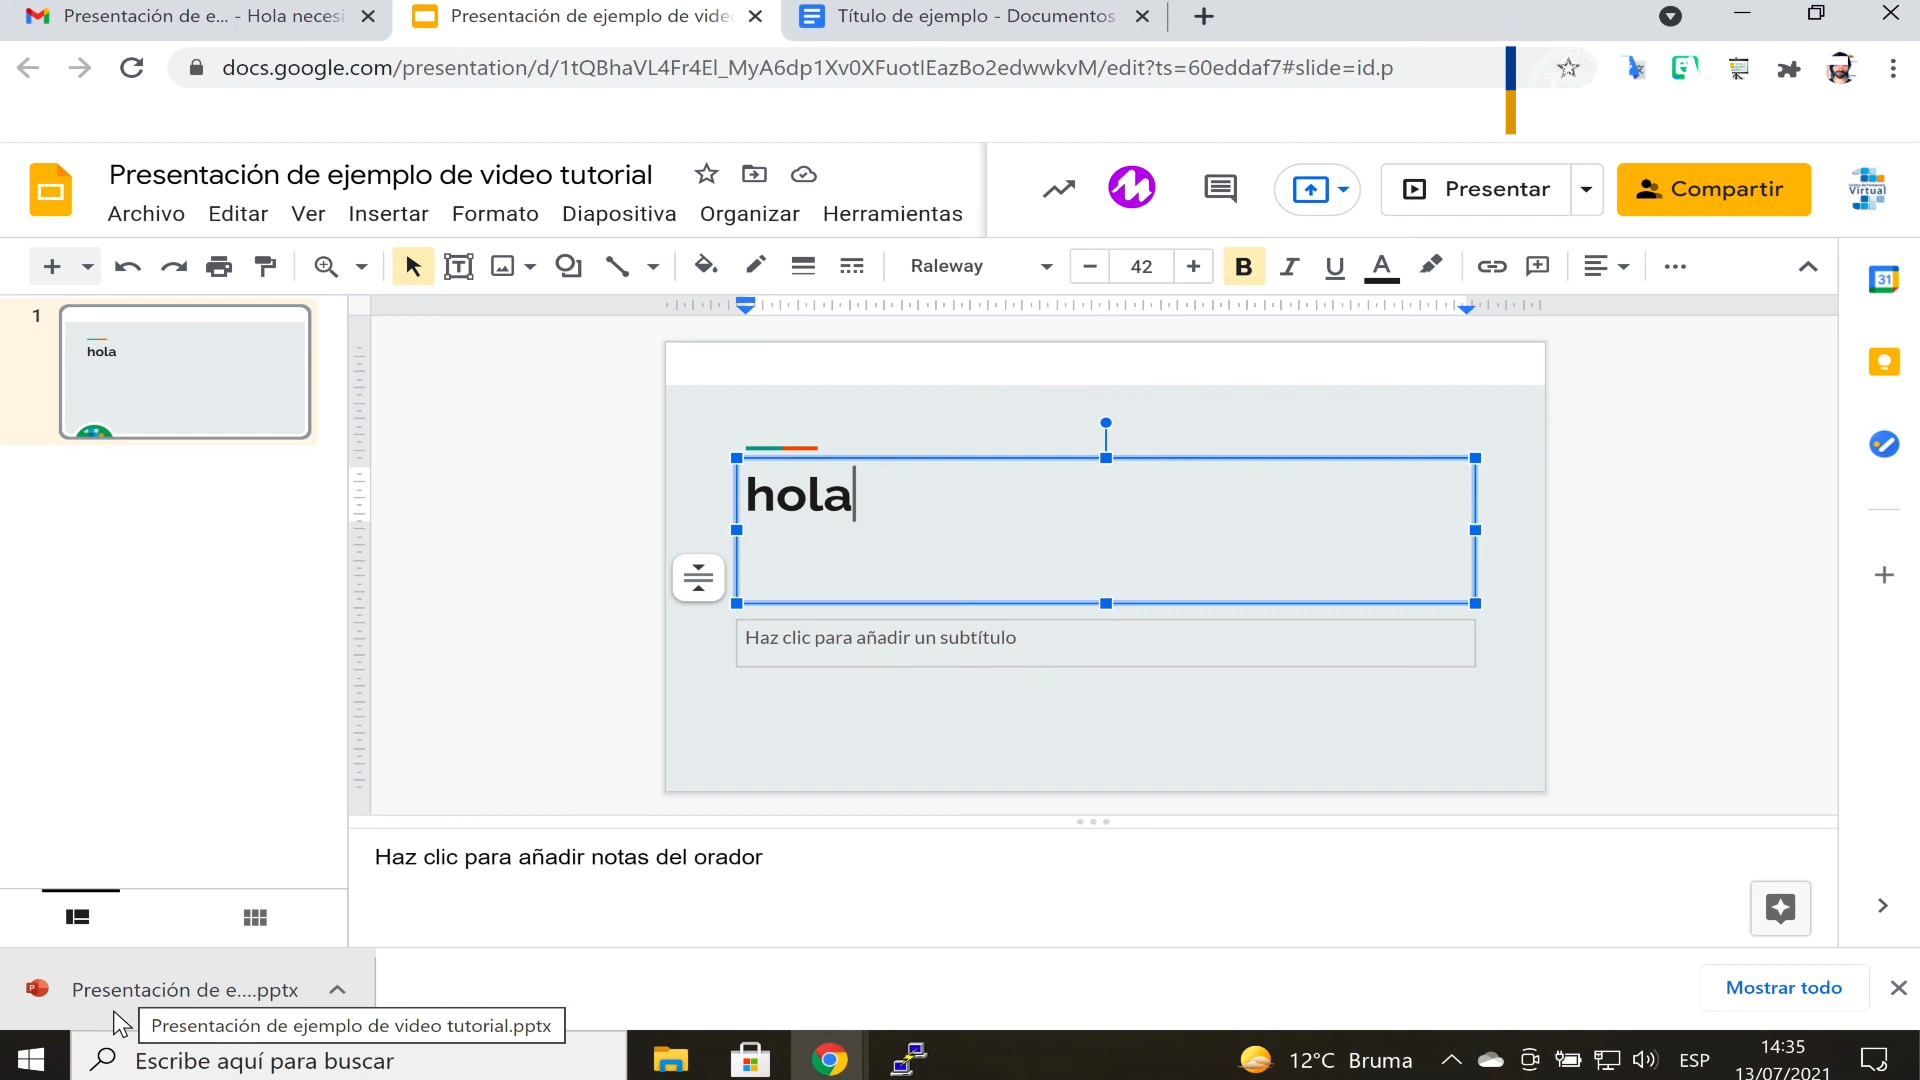 Presentación de e... - Hola necesi
Presentación de ejemplo de vide
Título de ejemplo - Documentos
docs.google.com/presentation/d/1tQBhaVL4Fr4El_MyA6dp1Xv0XFuotIEazBo2edwwkvM/edit?ts=60eddaf7#slide=id.p
Presentación de ejemplo de video tutorial
Archivo Editar Ver Insertar Formato Diapositiva Organizar Herramientas
Presentar
Compartir
Virtual
Raleway
42
B I U A
31
1
hola
hola
Haz clic para añadir un subtítulo
Haz clic para añadir notas del orador
Presentación de e....pptx
Mostrar todo
Presentación de ejemplo de video tutorial.pptx
Escribe aquí para buscar
12°C Bruma
ESP
14:35
13/07/2021